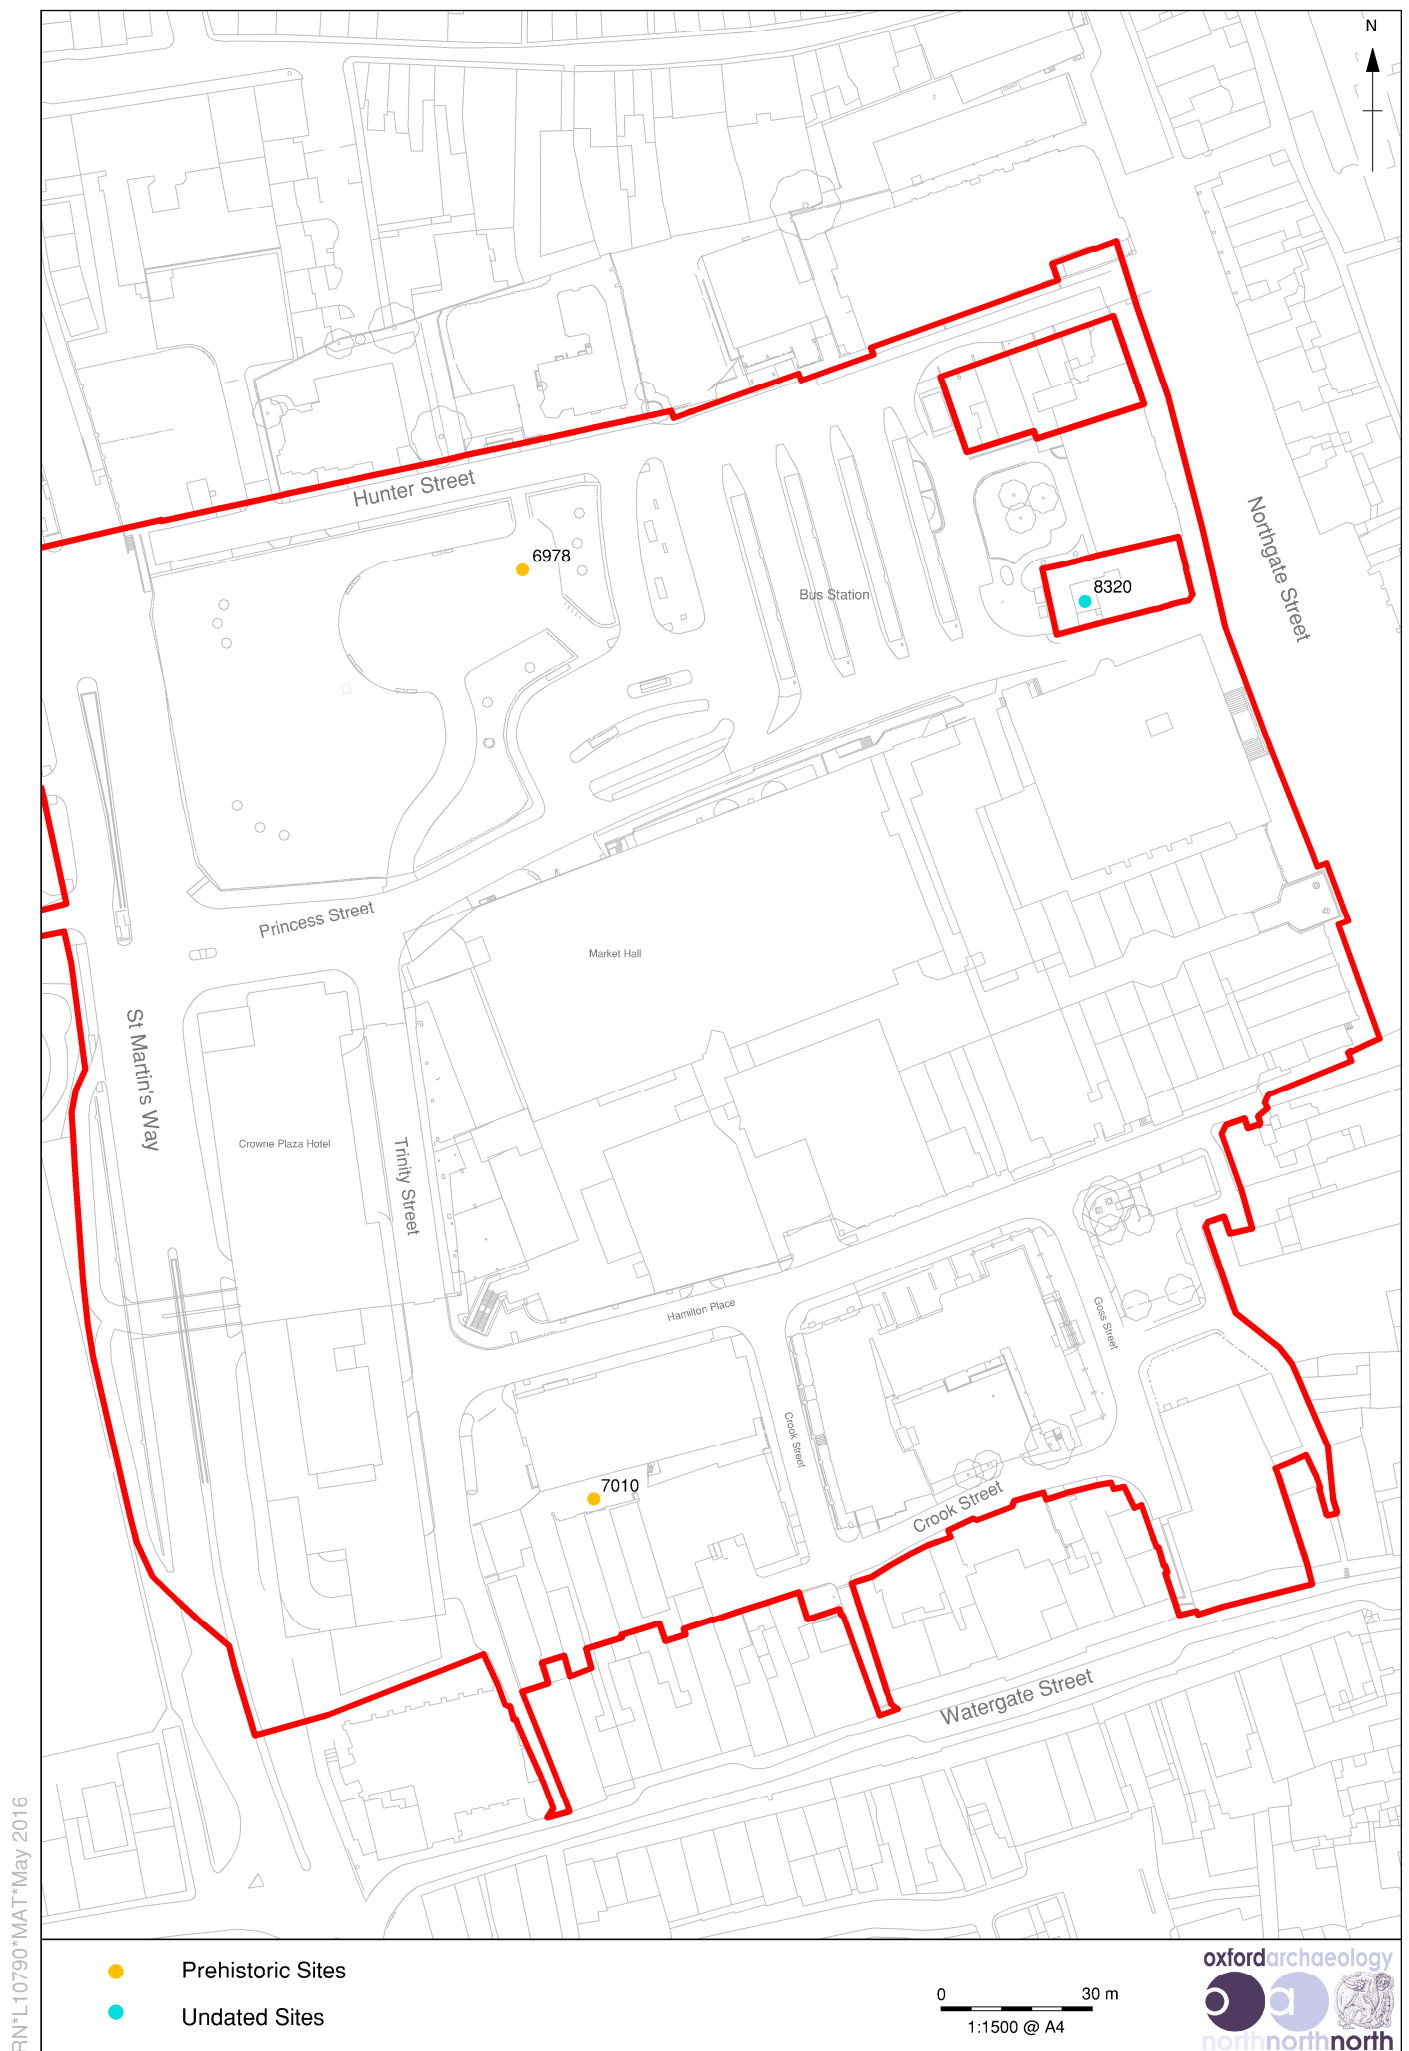 N
Hunter Street
6978
Bus Station
8320
Northgate Street
Princess Street
Market Hall
St Martin's Way
Crowne Plaza Hotel
Trinity Street
Hamilton Place
Goss Street
Crook Street
7010
Crook Street
Watergate Street
RN*L10790*MAT*May 2016
Prehistoric Sites
Undated Sites
0 30 m
1:1500 @ A4
oxfordarchaeology
oa
northnorthnorth